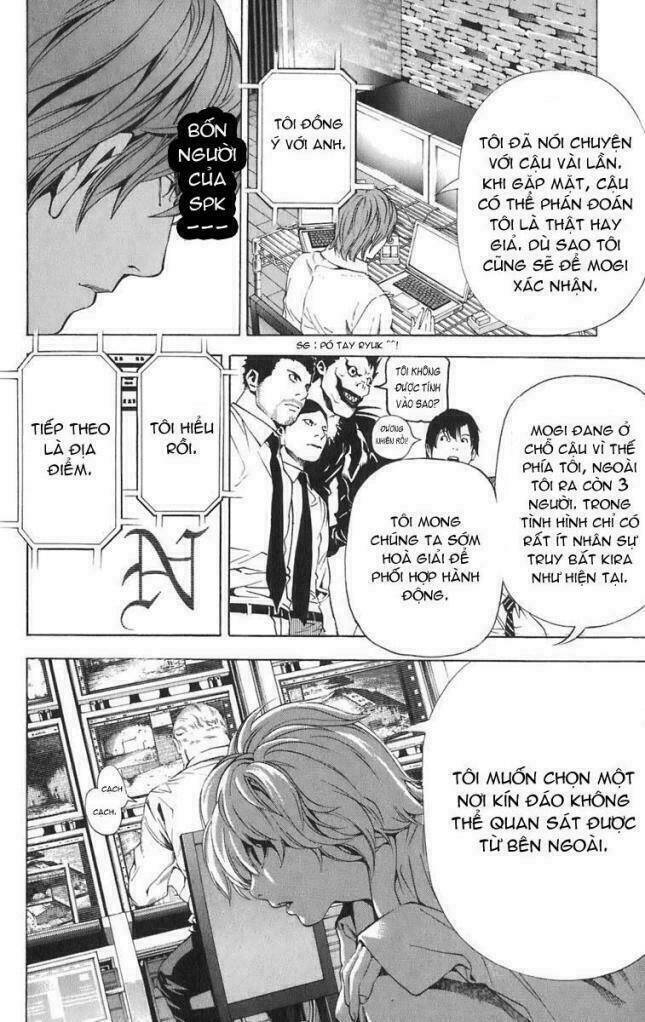 TÔI ĐÃ NÓI CHUYỆN
VỚI CẬU VÀI LẦN.
KHI GẶP MẶT, CẬU
CÓ THỂ PHÁN ĐOÁN
TÔI LÀ THẬT HAY
GIẢ. DÙ SAO TÔI
CŨNG SẼ ĐỂ MOGI
XÁC NHẬN.
TÔI ĐỒNG
Ý VỚI ANH.
BỐN
NGƯỜI
CỦA
SPK
---
SG : PÓ TAY RYUK ^^!
MOGI ĐANG Ở
CHỖ CẬU VÌ THẾ
PHÍA TÔI, NGOÀI
TÔI RA CÒN 3
NGƯỜI. TRONG
TÌNH HÌNH CHỈ CÓ
RẤT ÍT NHÂN SỰ
TRUY BẮT KIRA
NHƯ HIỆN TẠI.
TÔI KHÔNG
ĐƯỢC TÍNH
VÀO SAO?
ĐƯƠNG
NHIÊN RỒI!
TÔI MONG
CHÚNG TA SỚM
HOÀ GIẢI ĐỂ
PHỐI HỢP HÀNH
ĐỘNG.
TÔI HIỂU
RỒI.
TIẾP THEO
LÀ ĐỊA
ĐIỂM.
N
TÔI MUỐN CHỌN MỘT
NƠI KÍN ĐÁO KHÔNG
THỂ QUAN SÁT ĐƯỢC
TỪ BÊN NGOÀI.
CẠCH
CẠCH.